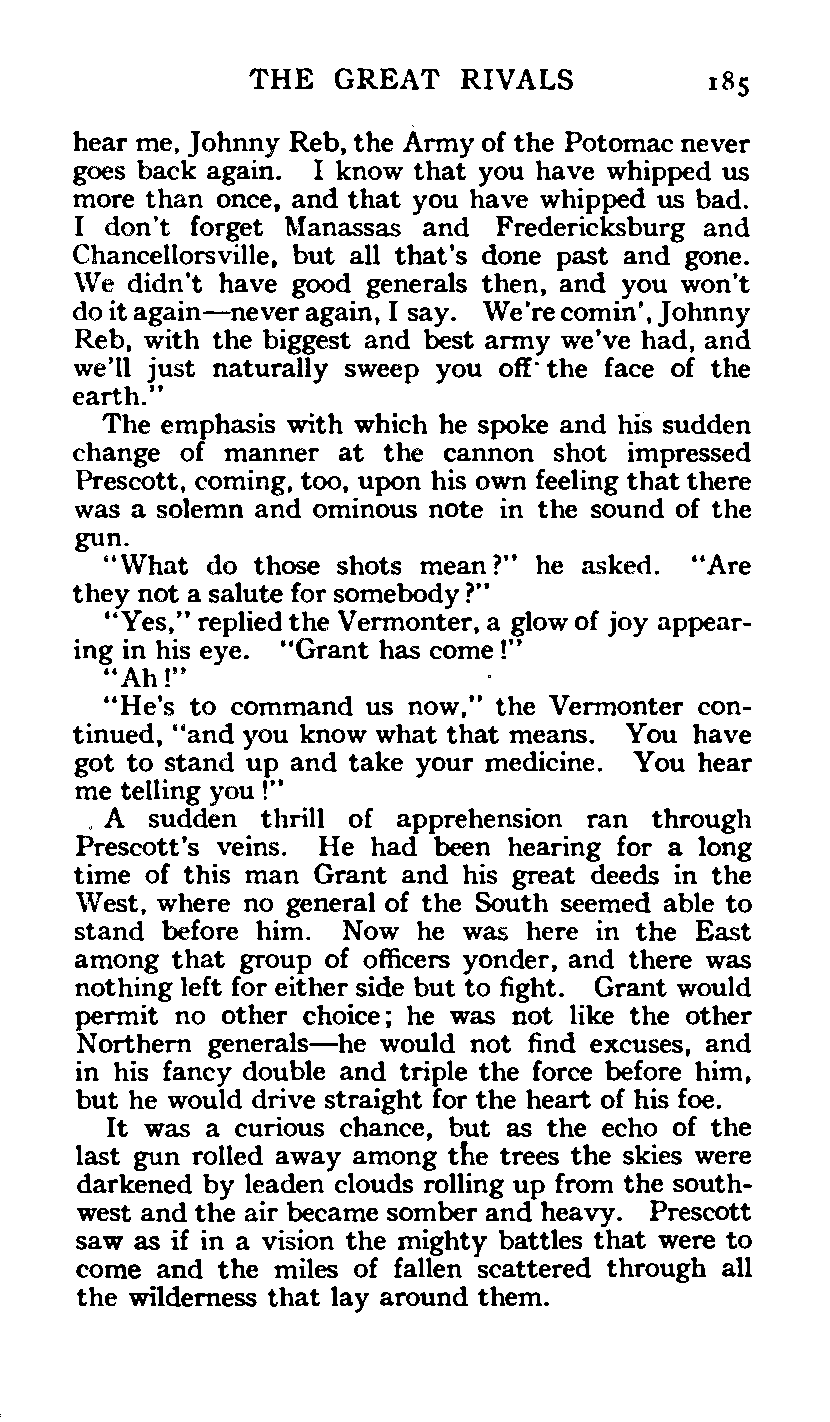 THE GREAT RIVALS 185
hear me, Johnny Reb, the Army of the Potomac never
goes back again. I know that you have whipped us
more than once, and that you have whipped us bad.
I don't forget Manassas and Fredericksburg and
Chancellorsville, but all that's done past and gone.
We didn't have good generals then, and you won't
do it again—never again, I say. We're comin', Johnny
Reb, with the biggest and best army we've had, and
we'll just naturally sweep you off the face of the
earth."
The emphasis with which he spoke and his sudden
change of manner at the cannon shot impressed
Prescott, coming, too, upon his own feeling that there
was a solemn and ominous note in the sound of the
gun.
"What do those shots mean?" he asked. "Are
they not a salute for somebody?"
"Yes," replied the Vermonter, a glow of joy appear-
ing in his eye. "Grant has come!"
"Ah!"
"He's to command us now," the Vermonter con-
tinued, "and you know what that means. You have
got to stand up and take your medicine. You hear
me telling you!"
A sudden thrill of apprehension ran through
Prescott's veins. He had been hearing for a long
time of this man Grant and his great deeds in the
West, where no general of the South seemed able to
stand before him. Now he was here in the East
among that group of officers yonder, and there was
nothing left for either side but to fight. Grant would
permit no other choice; he was not like the other
Northern generals—he would not find excuses, and
in his fancy double and triple the force before him,
but he would drive straight for the heart of his foe.
It was a curious chance, but as the echo of the
last gun rolled away among the trees the skies were
darkened by leaden clouds rolling up from the south-
west and the air became somber and heavy. Prescott
saw as if in a vision the mighty battles that were to
come and the miles of fallen scattered through all
the wilderness that lay around them.